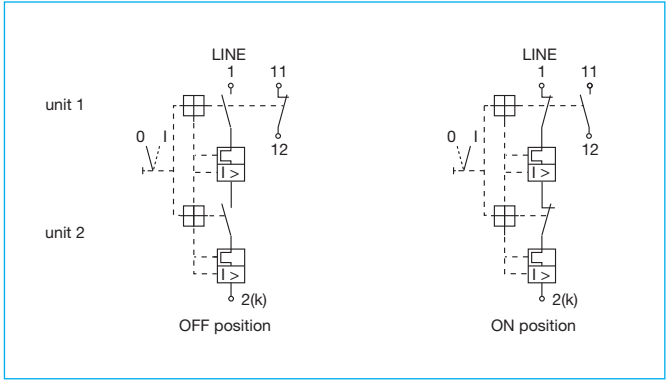 LINE LINE
1 11 1 11
unit 1
0 I 0 I
12 12
I > I >
unit 2
I > I >
2(k) 2(k)
OFF position ON position